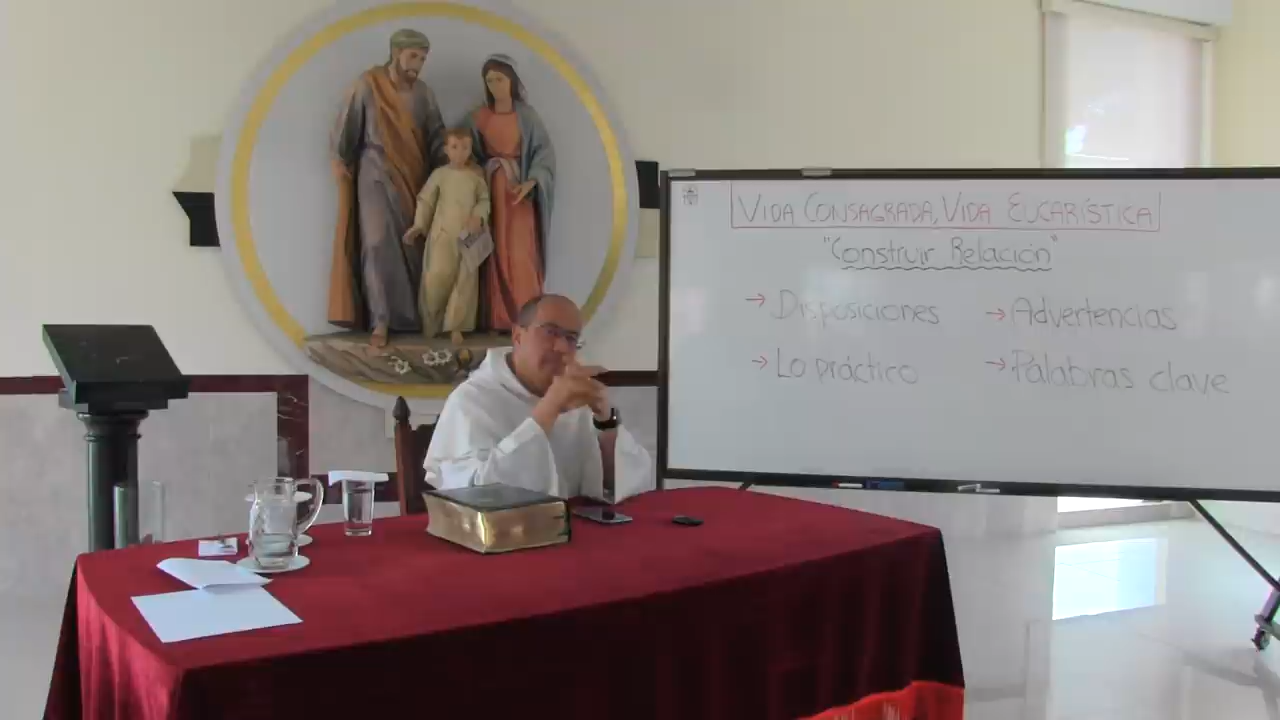 VIDA CONSAGRADA, VIDA EUCARÍSTICA
"Construir Relación"
→ Disposiciones → Advertencias
→ Lo práctico → Palabras clave